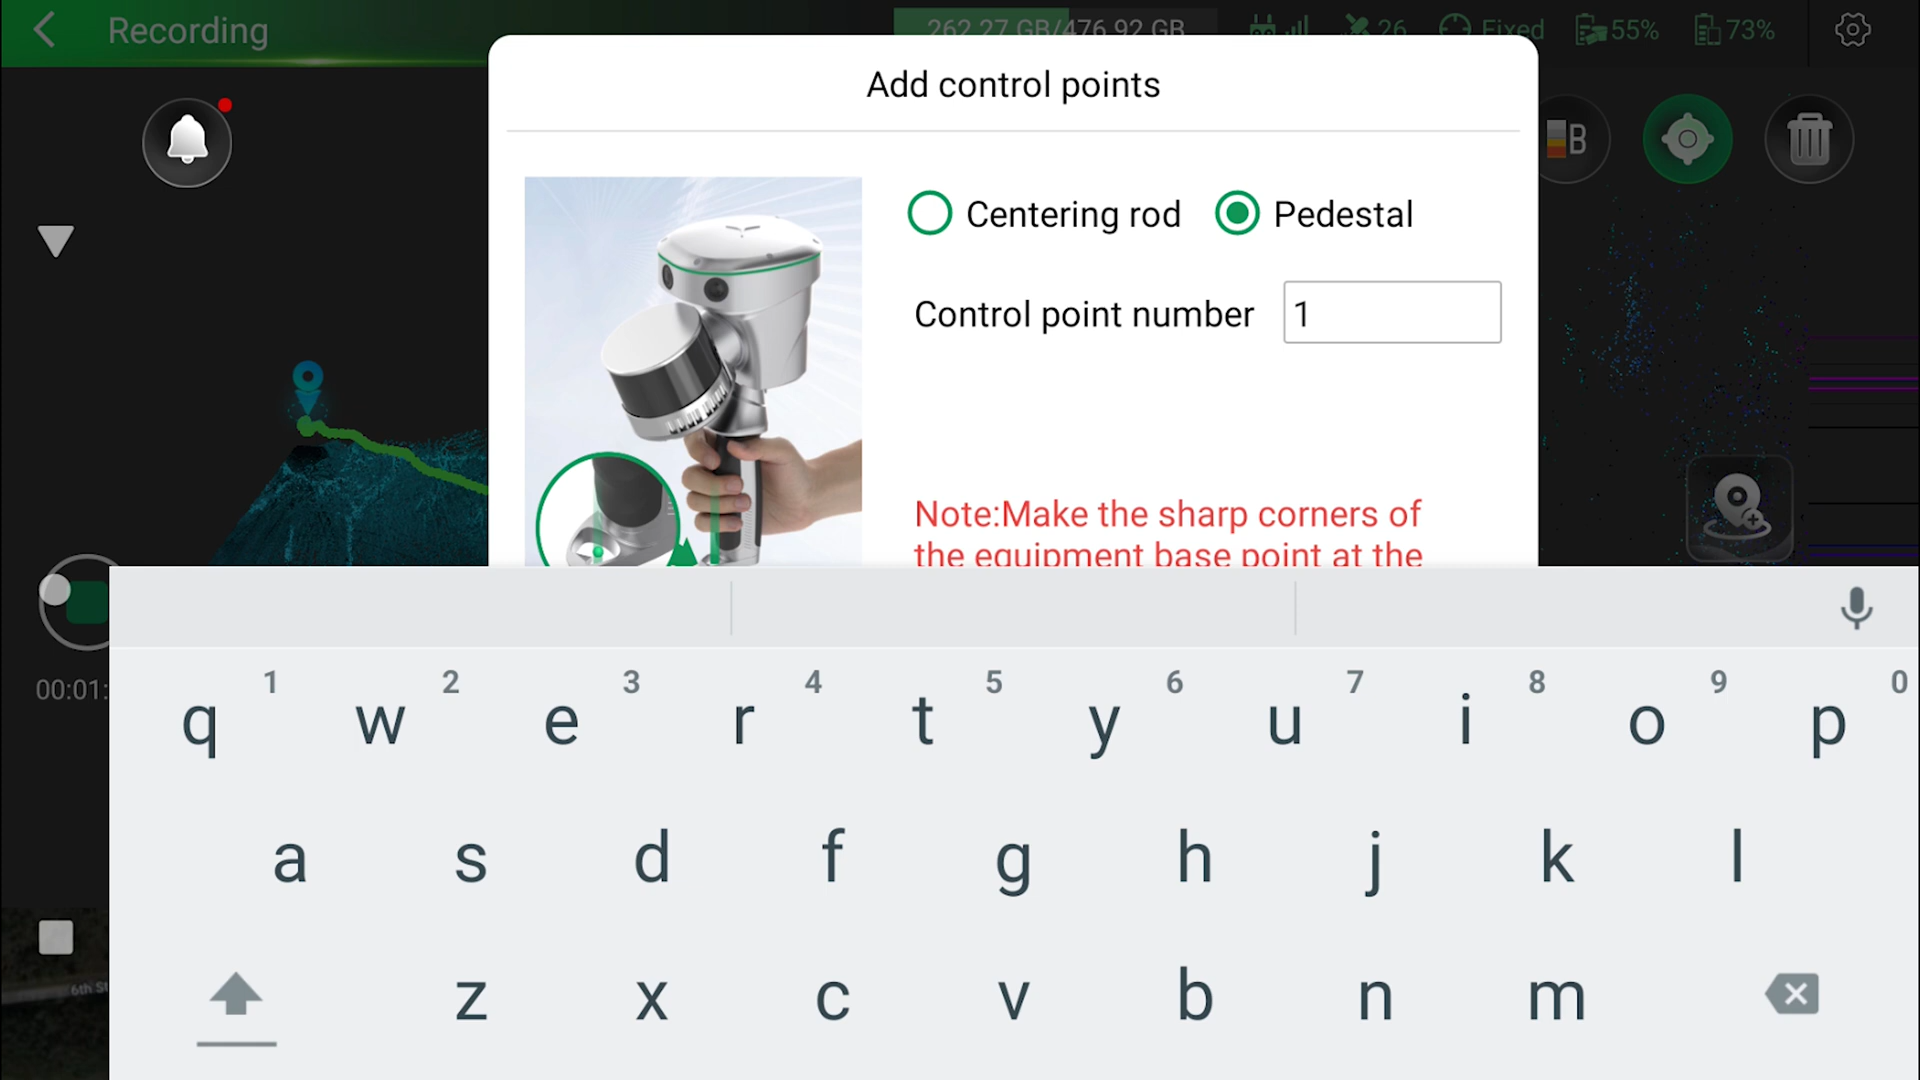 Recording
262.27 GB/476.92 GB
26
Fixed
55%
73%
Add control points
B
Centering rod
Pedestal
Control point number
1
Note:Make the sharp corners of
the equipment base point at the
00:01:
6th St
1 2 3 4 5 6 7 8 9 0
q w e r t y u i o p
a s d f g h j k l
z x c v b n m